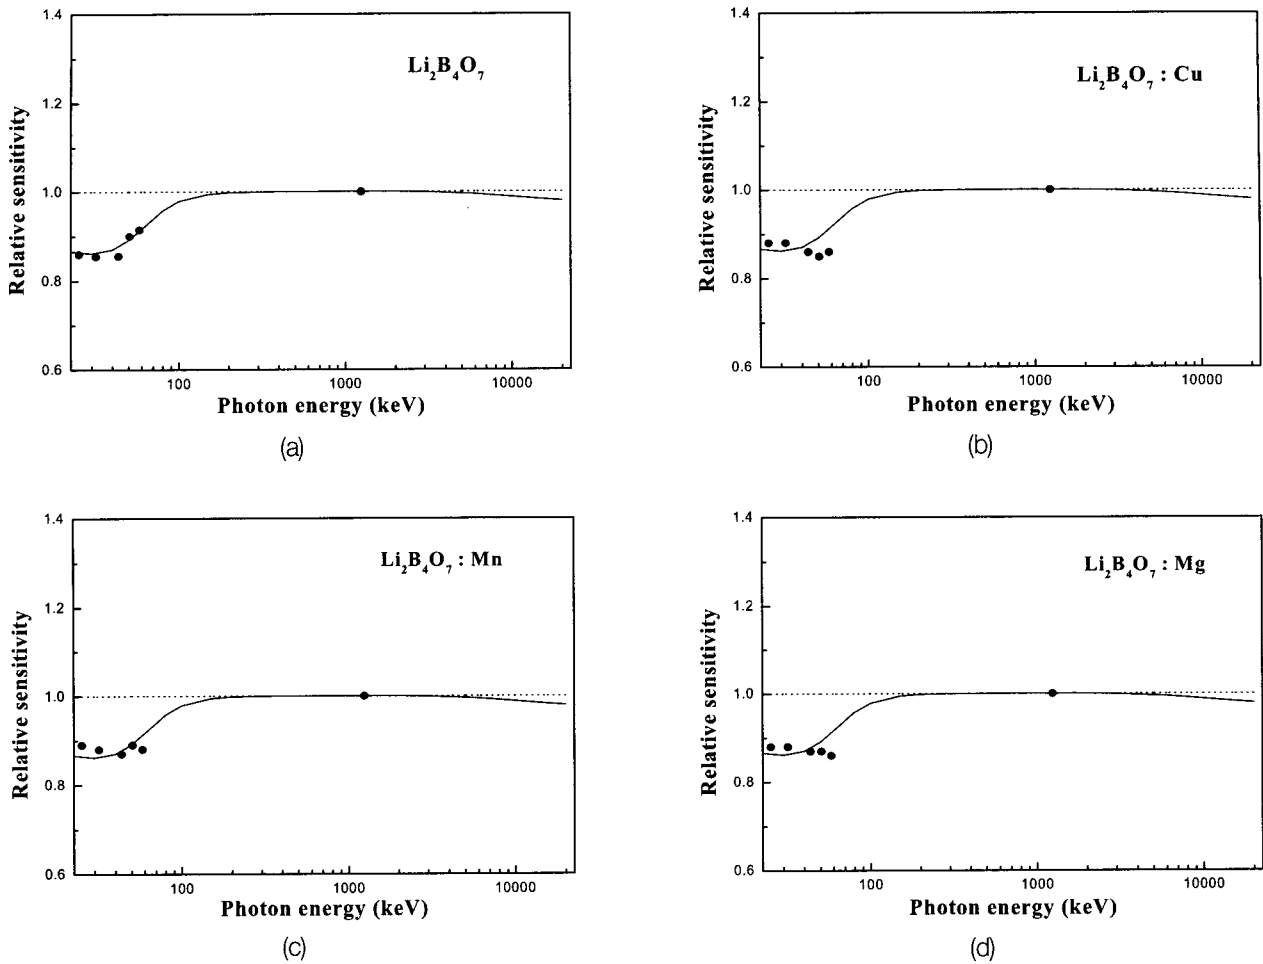 1.4
1.2
1.0
0.8
0.6
Relative sensitivity
Li₂B₄O₇
100
1000
10000
Photon energy (keV)
(a)
1.4
1.2
1.0
0.8
0.6
Relative sensitivity
Li₂B₄O₇ : Cu
100
1000
10000
Photon energy (keV)
(b)
1.4
1.2
1.0
0.8
0.6
Relative sensitivity
Li₂B₄O₇ : Mn
100
1000
10000
Photon energy (keV)
(c)
1.4
1.2
1.0
0.8
0.6
Relative sensitivity
Li₂B₄O₇ : Mg
100
1000
10000
Photon energy (keV)
(d)